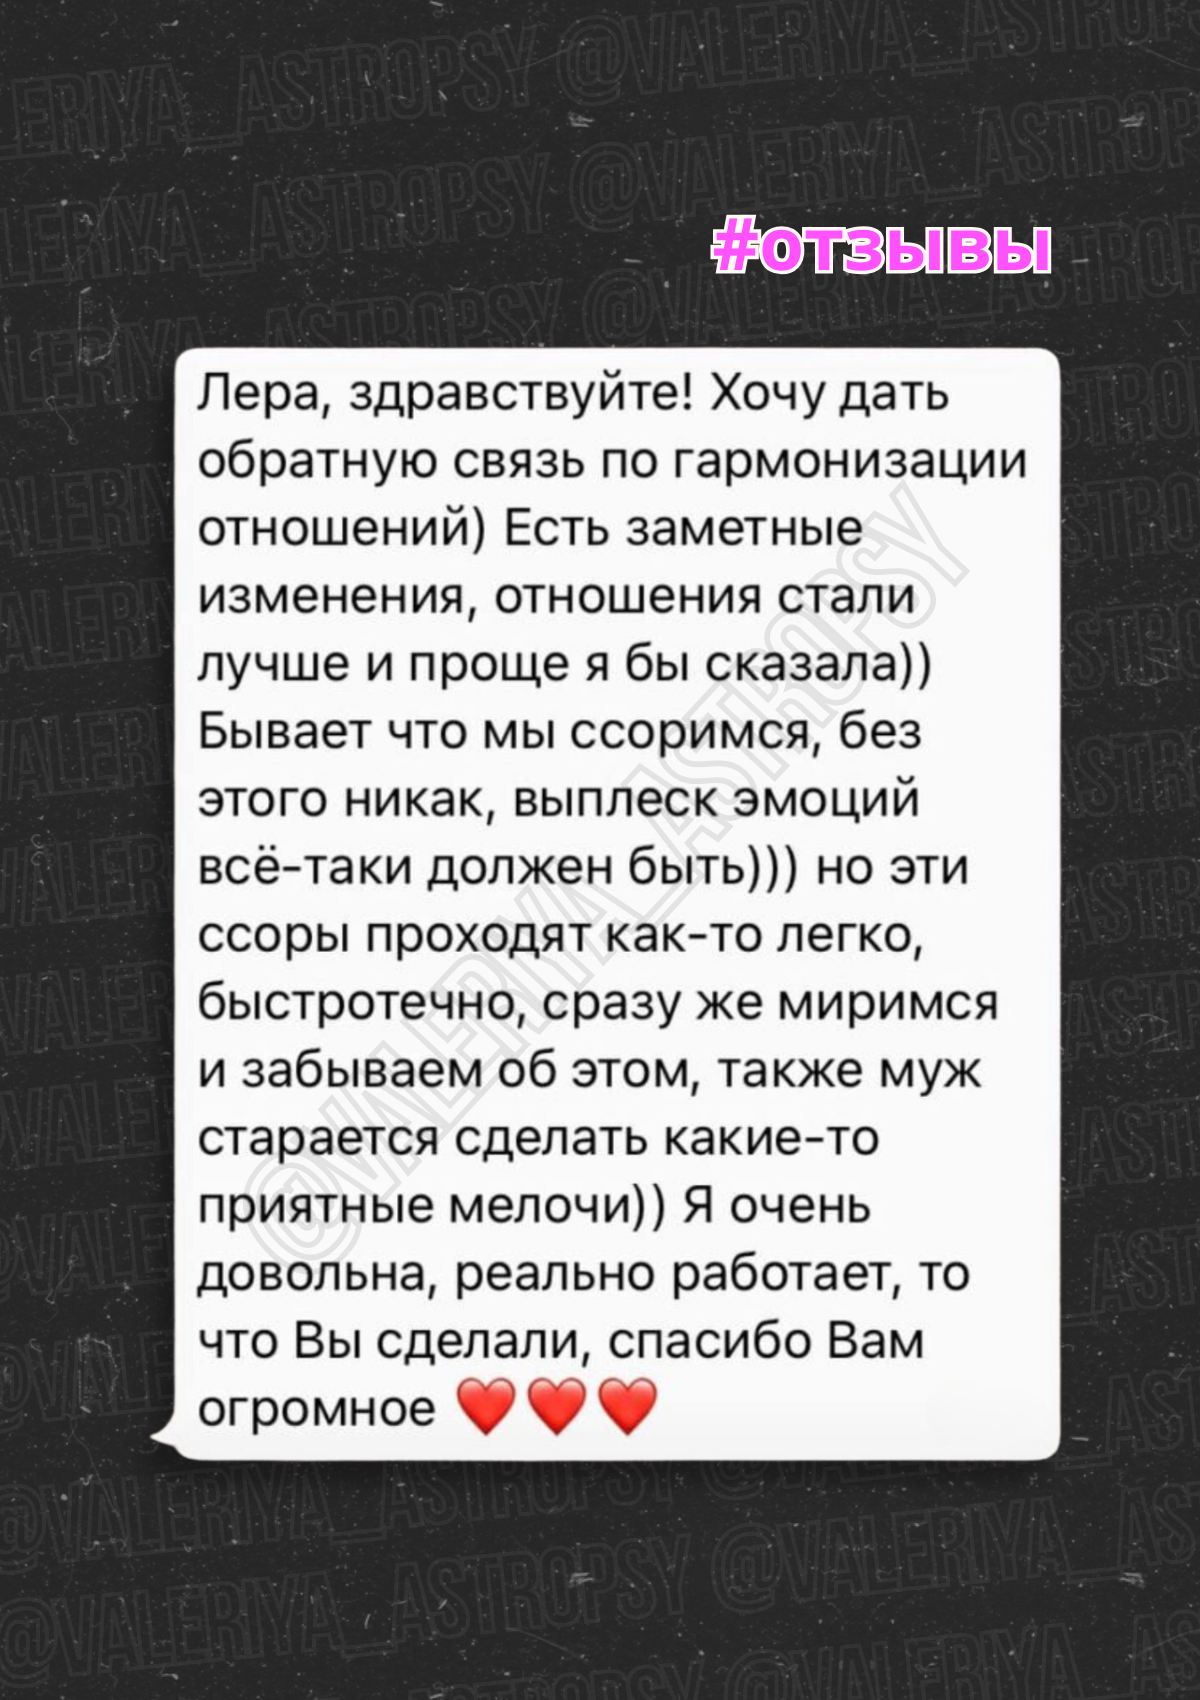 @VALERIYA__ASTROPSY @VALERIYA__ASTROPSY
#отзывы
Лера, здравствуйте! Хочу дать
обратную связь по гармонизации
отношений) Есть заметные
изменения, отношения стали
лучше и проще я бы сказала))
Бывает что мы ссоримся, без
этого никак, выплеск эмоций
всё-таки должен быть))) но эти
ссоры проходят как-то легко,
быстротечно, сразу же миримся
и забываем об этом, также муж
старается сделать какие-то
приятные мелочи)) Я очень
довольна, реально работает, то
что Вы сделали, спасибо Вам
огромное ❤️❤️❤️
@VALERIYA__ASTROPSY